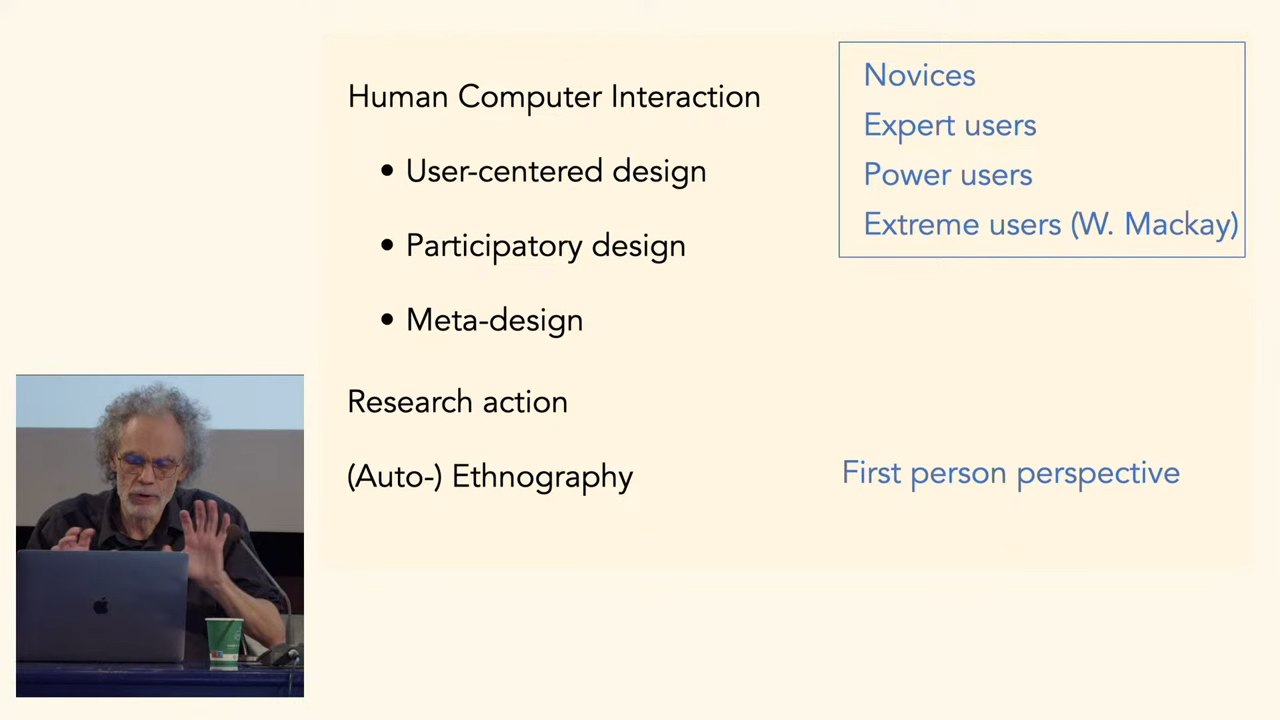 Human Computer Interaction
• User-centered design
• Participatory design
• Meta-design
Research action
(Auto-) Ethnography
Novices
Expert users
Power users
Extreme users (W. Mackay)
First person perspective